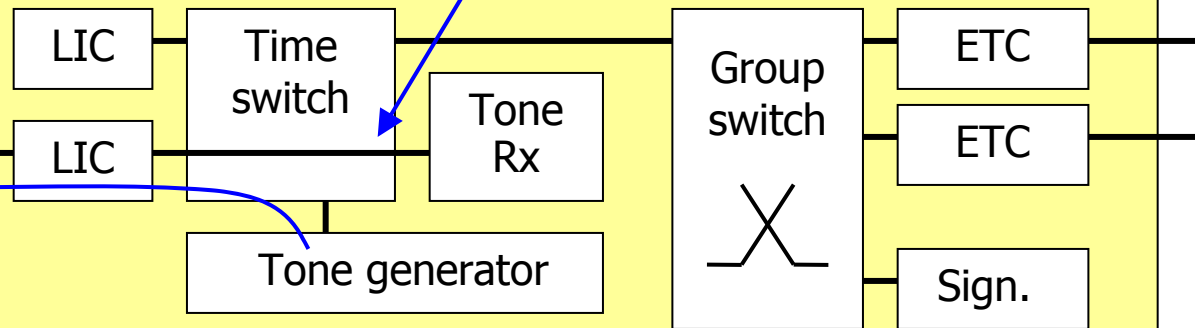 LIC
Time
switch
Group
switch
ETC
Tone
Rx
LIC
ETC
Tone generator
Sign.